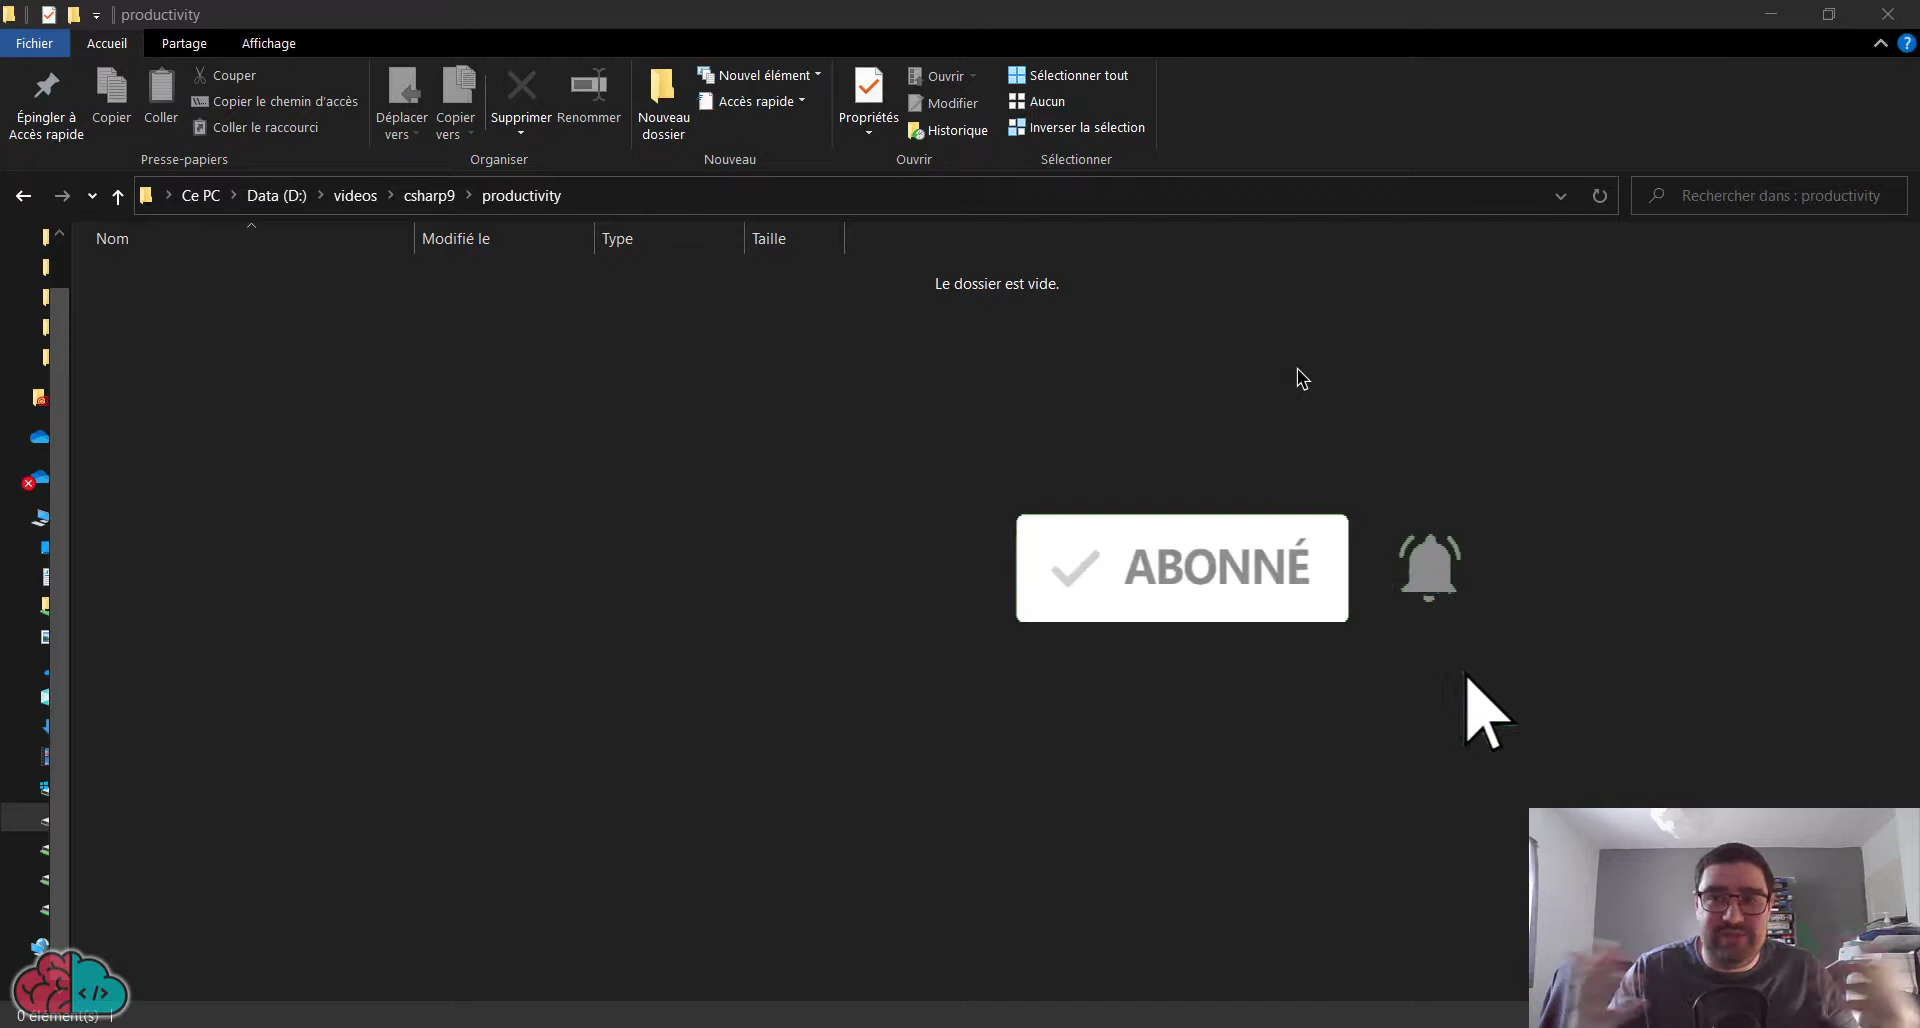 productivity
Fichier
Accueil
Partage
Affichage
?
Épingler à
Accès rapide
Copier
Coller
Couper
Copier le chemin d'accès
Coller le raccourci
Presse-papiers
Déplacer
vers
Copier
vers
Supprimer
Renommer
Organiser
Nouveau
dossier
Nouvel élément
Accès rapide
Nouveau
Propriétés
Ouvrir
Modifier
Historique
Ouvrir
Sélectionner tout
Aucun
Inverser la sélection
Sélectionner
Ce PC
Data (D:)
videos
csharp9
productivity
Rechercher dans : productivity
Nom
Modifié le
Type
Taille
Le dossier est vide.
ABONNÉ
</>
0 élément(s)